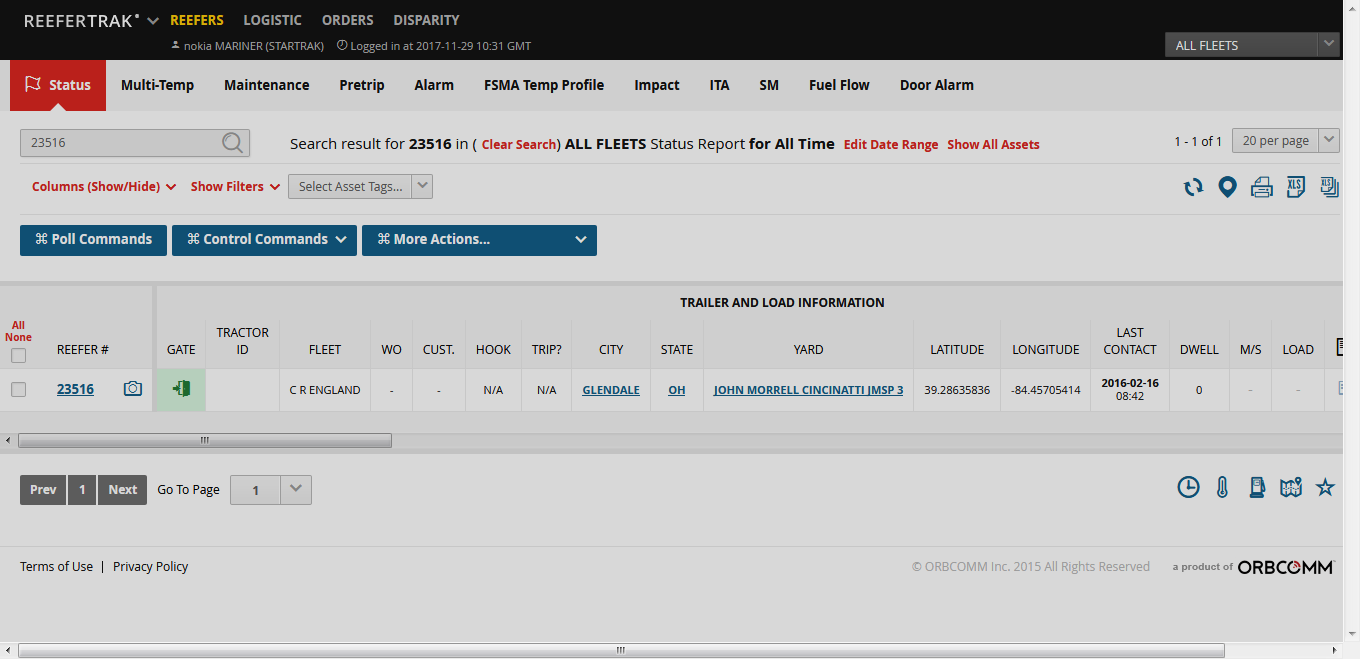 REEFERTRAK
REEFERS LOGISTIC ORDERS DISPARITY
nokia MARINER (STARTRAK) Logged in at 2017-11-29 10:31 GMT
ALL FLEETS
Status Multi-Temp Maintenance Pretrip Alarm FSMA Temp Profile Impact ITA SM Fuel Flow Door Alarm
23516
Search result for 23516 in ( Clear Search) ALL FLEETS Status Report for All Time Edit Date Range Show All Assets
1 - 1 of 1 20 per page
Columns (Show/Hide) Show Filters Select Asset Tags...
XLS XLS
⌘ Poll Commands ⌘ Control Commands ⌘ More Actions...
TRAILER AND LOAD INFORMATION
All
None
REEFER # GATE TRACTOR ID FLEET WO CUST. HOOK TRIP? CITY STATE YARD LATITUDE LONGITUDE LAST CONTACT DWELL M/S LOAD
23516 C R ENGLAND - - N/A N/A GLENDALE OH JOHN MORRELL CINCINATTI JMSP 3 39.28635836 -84.45705414 2016-02-16 08:42 0 - -
Prev 1 Next Go To Page 1
Terms of Use | Privacy Policy
© ORBCOMM Inc. 2015 All Rights Reserved a product of ORBCOMM